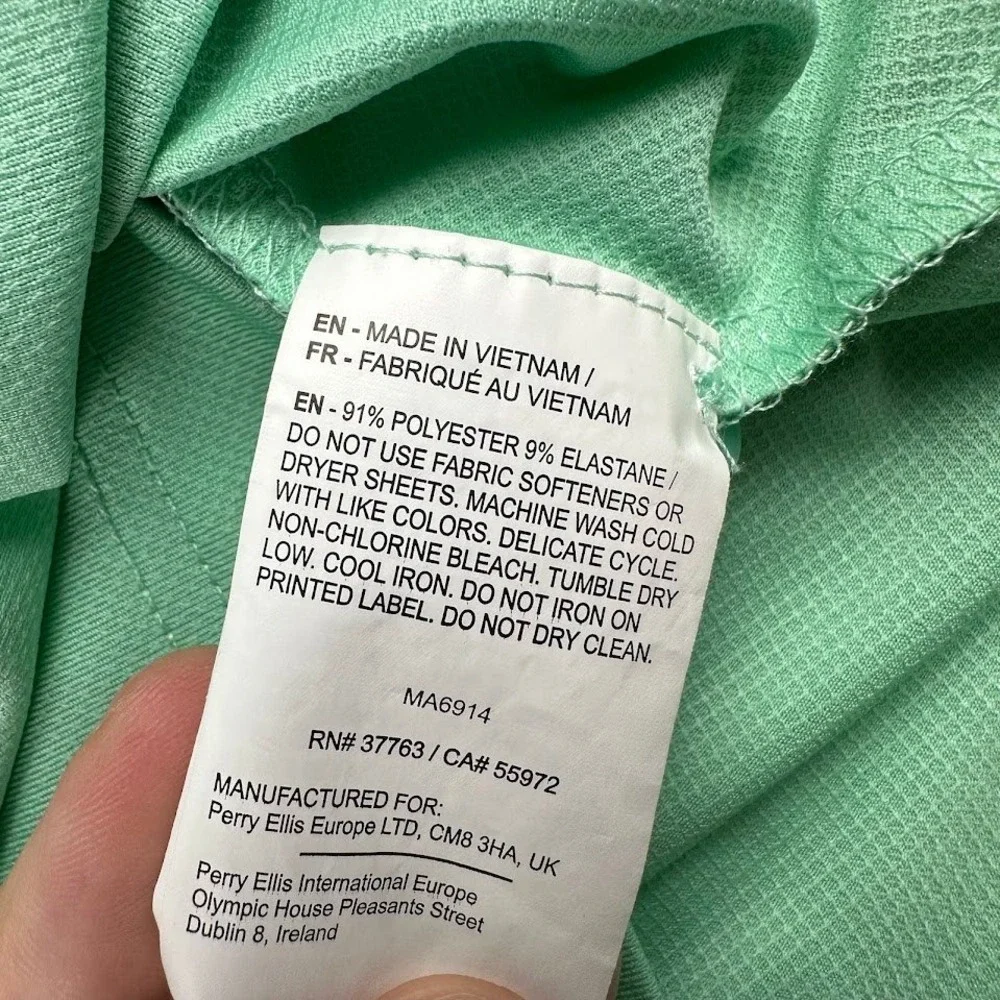 EN - MADE IN VIETNAM /
FR - FABRIQUÉ AU VIETNAM
EN - 91% POLYESTER 9% ELASTANE /
DO NOT USE FABRIC SOFTENERS OR
DRYER SHEETS. MACHINE WASH COLD
WITH LIKE COLORS. DELICATE CYCLE.
NON-CHLORINE BLEACH. TUMBLE DRY
LOW. COOL IRON. DO NOT IRON ON
PRINTED LABEL. DO NOT DRY CLEAN.
MA6914
RN# 37763 / CA# 55972
MANUFACTURED FOR:
Perry Ellis Europe LTD, CM8 3HA, UK
Perry Ellis International Europe
Olympic House Pleasants Street
Dublin 8, Ireland